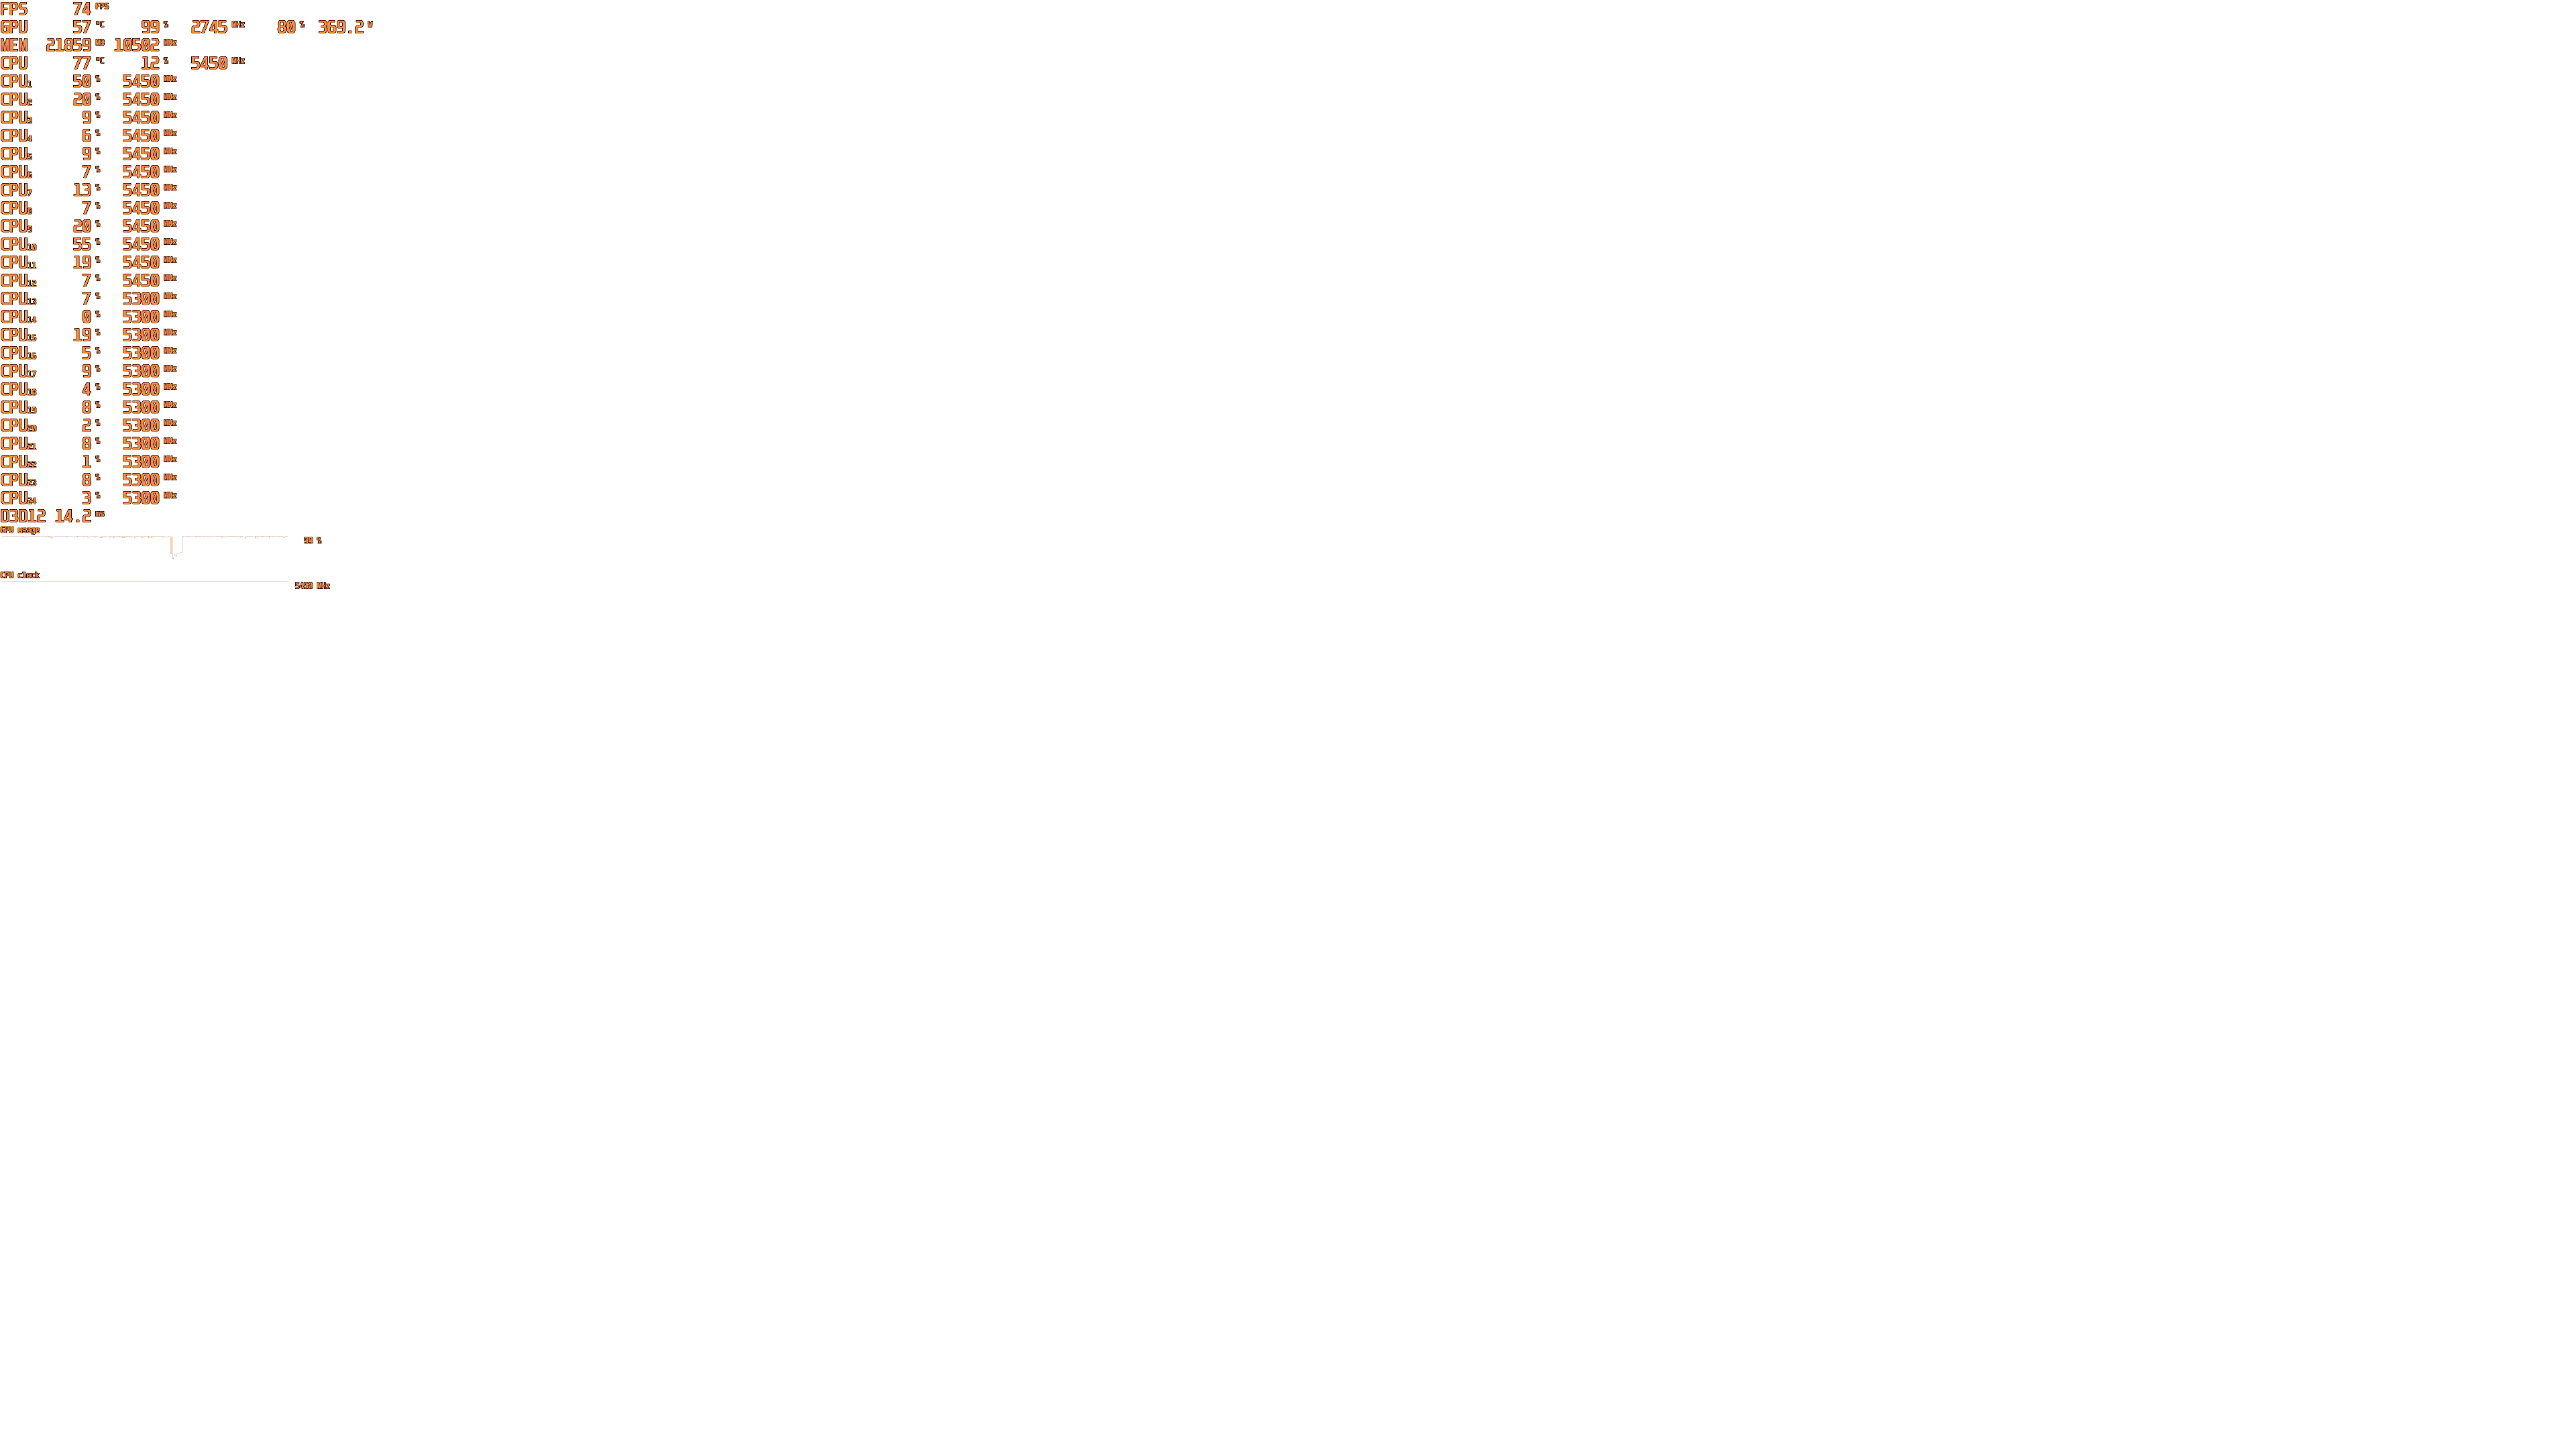 FPS 74 FPS
GPU 57 °C 99 % 2745 MHz 80 % 369.2 W
MEM 21859 MB 10502 MHz
CPU 77 °C 12 % 5450 MHz
CPU1 50 % 5450 MHz
CPU2 20 % 5450 MHz
CPU3 9 % 5450 MHz
CPU4 6 % 5450 MHz
CPU5 9 % 5450 MHz
CPU6 7 % 5450 MHz
CPU7 13 % 5450 MHz
CPU8 7 % 5450 MHz
CPU9 20 % 5450 MHz
CPU10 55 % 5450 MHz
CPU11 19 % 5450 MHz
CPU12 7 % 5450 MHz
CPU13 7 % 5300 MHz
CPU14 0 % 5300 MHz
CPU15 19 % 5300 MHz
CPU16 5 % 5300 MHz
CPU17 9 % 5300 MHz
CPU18 4 % 5300 MHz
CPU19 8 % 5300 MHz
CPU20 2 % 5300 MHz
CPU21 8 % 5300 MHz
CPU22 1 % 5300 MHz
CPU23 8 % 5300 MHz
CPU24 3 % 5300 MHz
D3D12 14.2 ms
GPU usage
99 %
CPU clock
5450 MHz